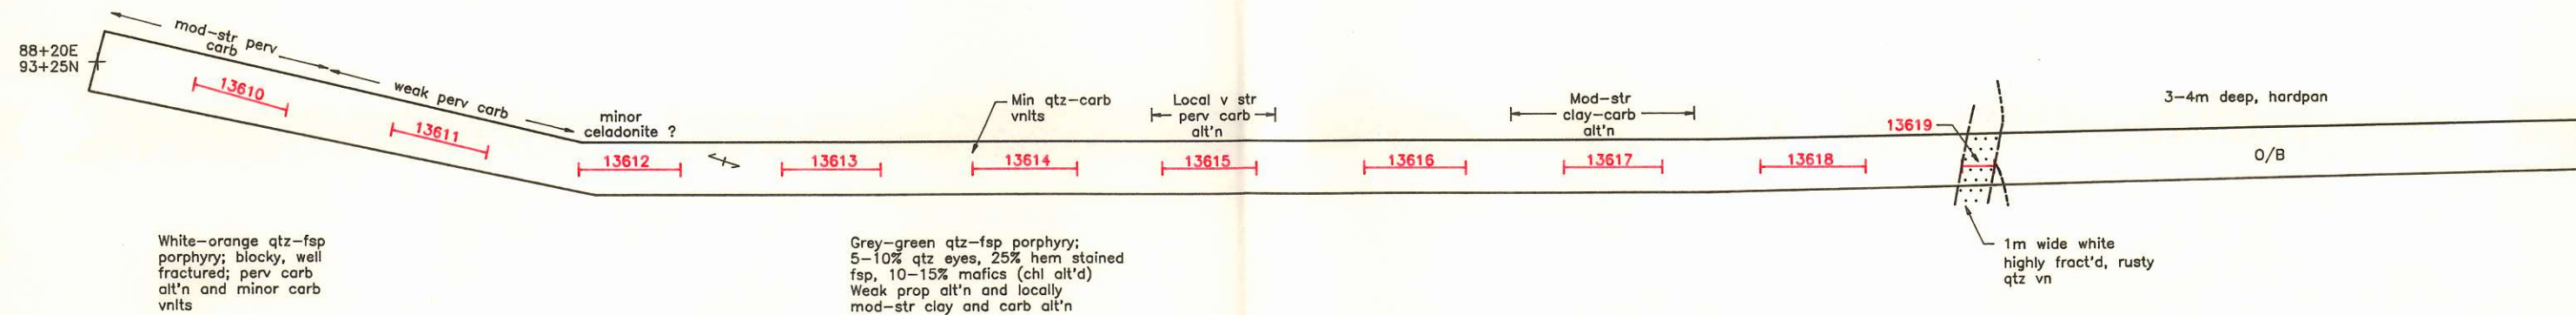 88+20E
93+25N
mod-str perv
carb
13610
weak perv carb
13611
minor
celadonite ?
13612
13613
Min qtz-carb
vnlts
13614
Local v str
perv carb
alt'n
13615
13616
Mod-str
clay-carb
alt'n
13617
13618
13619
3-4m deep, hardpan
O/B
White-orange qtz-fsp
porphyry; blocky, well
fractured; perv carb
alt'n and minor carb
vnlts
Grey-green qtz-fsp porphyry;
5-10% qtz eyes, 25% hem stained
fsp, 10-15% mafics (chl alt'd)
Weak prop alt'n and locally
mod-str clay and carb alt'n
1m wide white
highly fract'd, rusty
qtz vn